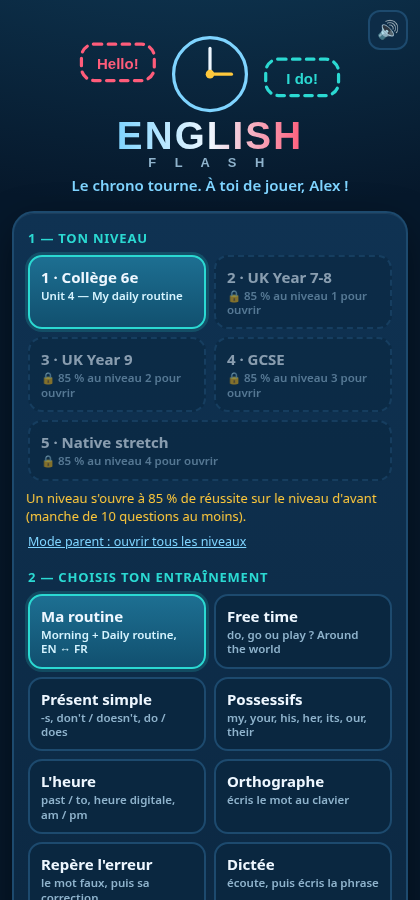 Hello!
I do!
ENGLISH
FLASH
Le chrono tourne. À toi de jouer, Alex !
1 — TON NIVEAU
1 · Collège 6e
Unit 4 — My daily routine
2 · UK Year 7-8
🔒 85 % au niveau 1 pour
ouvrir
3 · UK Year 9
🔒 85 % au niveau 2 pour
ouvrir
4 · GCSE
🔒 85 % au niveau 3 pour
ouvrir
5 · Native stretch
🔒 85 % au niveau 4 pour ouvrir
Un niveau s'ouvre à 85 % de réussite sur le niveau d'avant
(manche de 10 questions au moins).
Mode parent : ouvrir tous les niveaux
2 — CHOISIS TON ENTRAÎNEMENT
Ma routine
Morning + Daily routine,
EN ↔ FR
Free time
do, go ou play ? Around
the world
Présent simple
-s, don't / doesn't, do /
does
Possessifs
my, your, his, her, its, our,
their
L'heure
past / to, heure digitale,
am / pm
Orthographe
écris le mot au clavier
Repère l'erreur
le mot faux, puis sa
correction
Dictée
écoute, puis écris la phrase